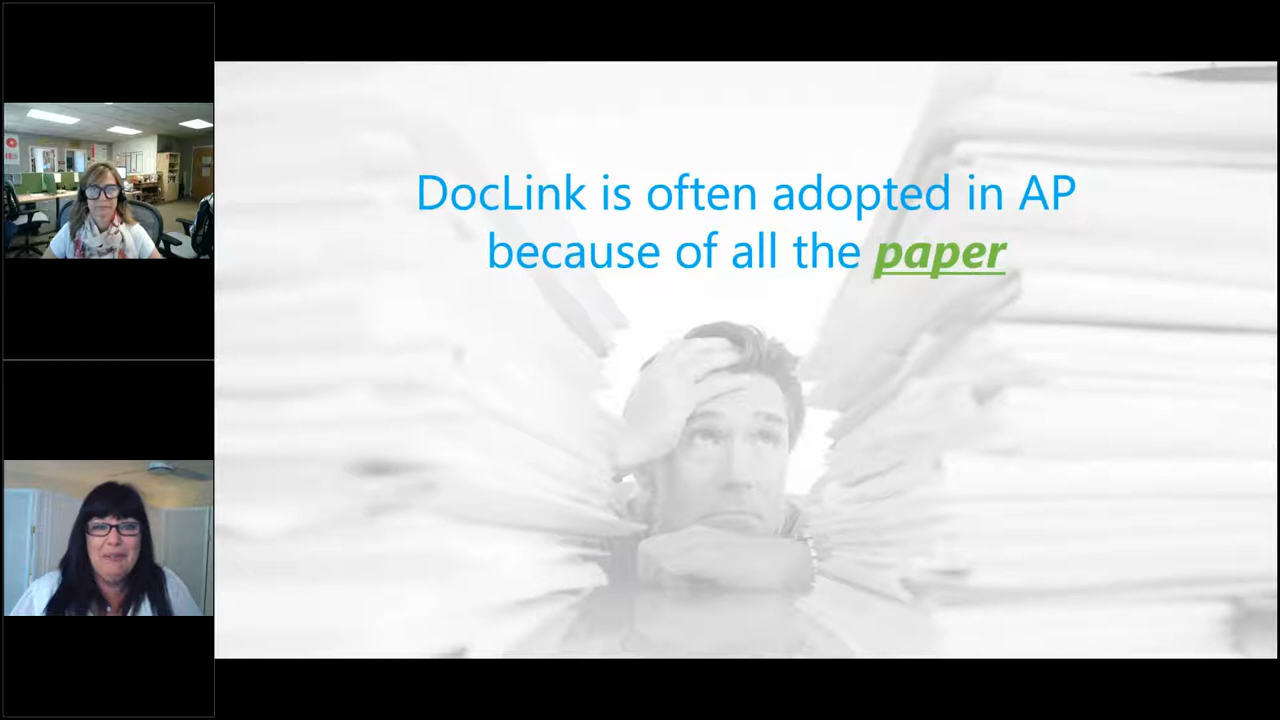 DocLink is often adopted in AP
because of all the paper